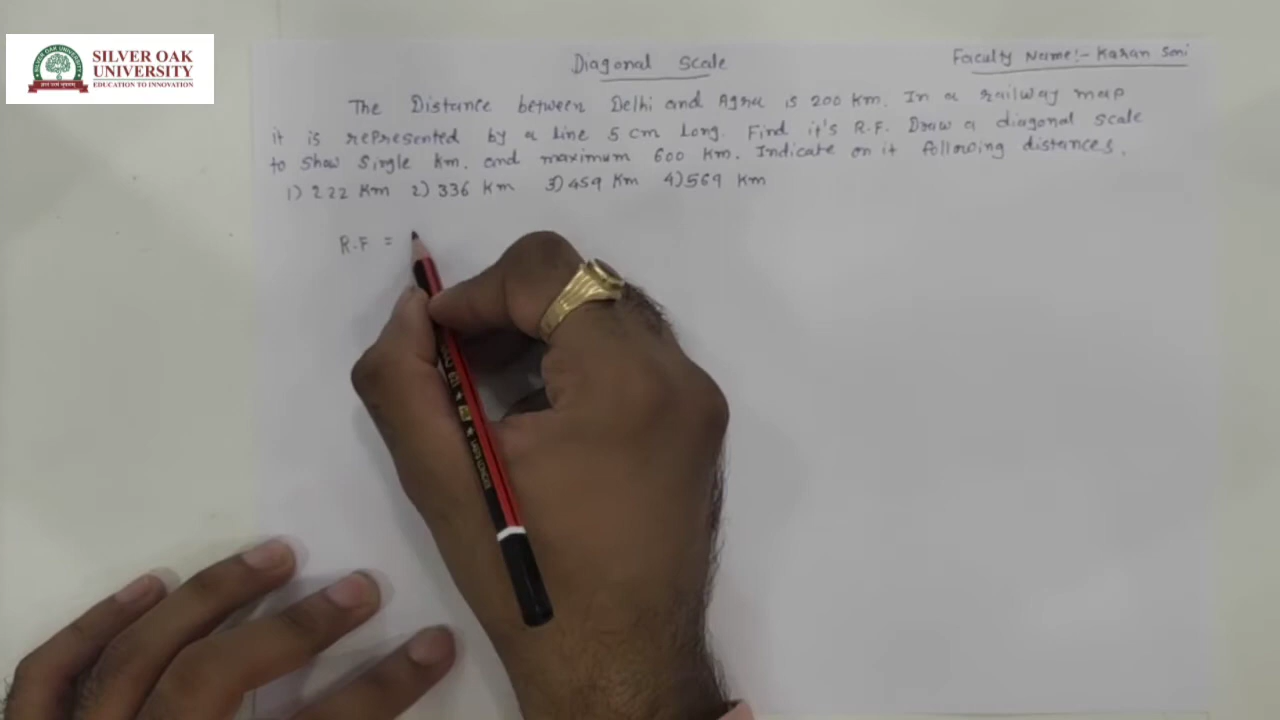 SILVER OAK
UNIVERSITY
EDUCATION TO INNOVATION
Diagonal Scale
Faculty Name:- Karan Soni
The Distance between Delhi and Agra is 200 Km. In a railway map
it is represented by a line 5 cm long. Find it's R.F. Draw a diagonal scale
to show single Km. and maximum 600 Km. Indicate on it following distances.
1) 222 Km 2) 336 Km 3) 459 Km 4) 569 Km
R.F =